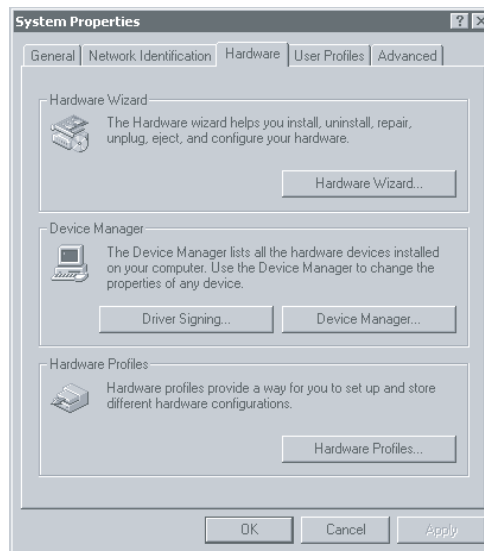 System Properties
General
Network Identification
Hardware
User Profiles
Advanced
Hardware Wizard
The Hardware wizard helps you install, uninstall, repair,
unplug, eject, and configure your hardware.
Hardware Wizard...
Device Manager
The Device Manager lists all the hardware devices installed
on your computer. Use the Device Manager to change the
properties of any device.
Driver Signing...
Device Manager...
Hardware Profiles
Hardware profiles provide a way for you to set up and store
different hardware configurations.
Hardware Profiles...
OK
Cancel
Apply